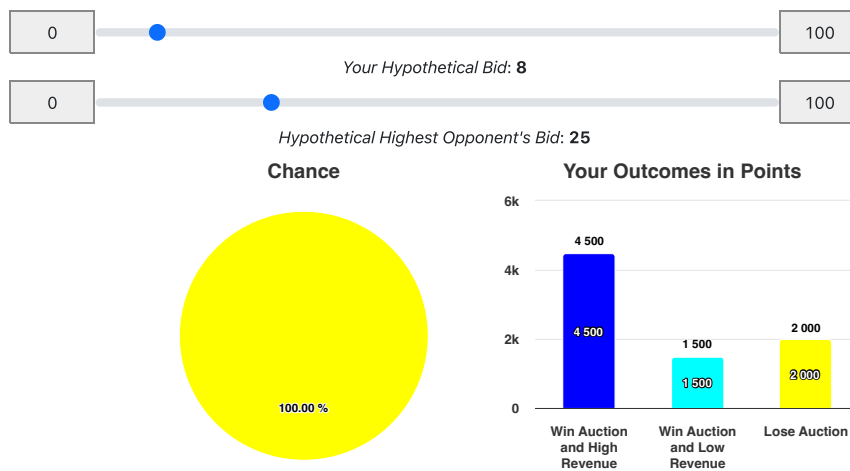 0
100
Your Hypothetical Bid: 8
0
100
Hypothetical Highest Opponent's Bid: 25
Chance
100.00 %
Your Outcomes in Points
6k
4k
2k
0
4 500
4 500
1 500
1 500
2 000
2 000
Win Auction
and High
Revenue
Win Auction
and Low
Revenue
Lose Auction